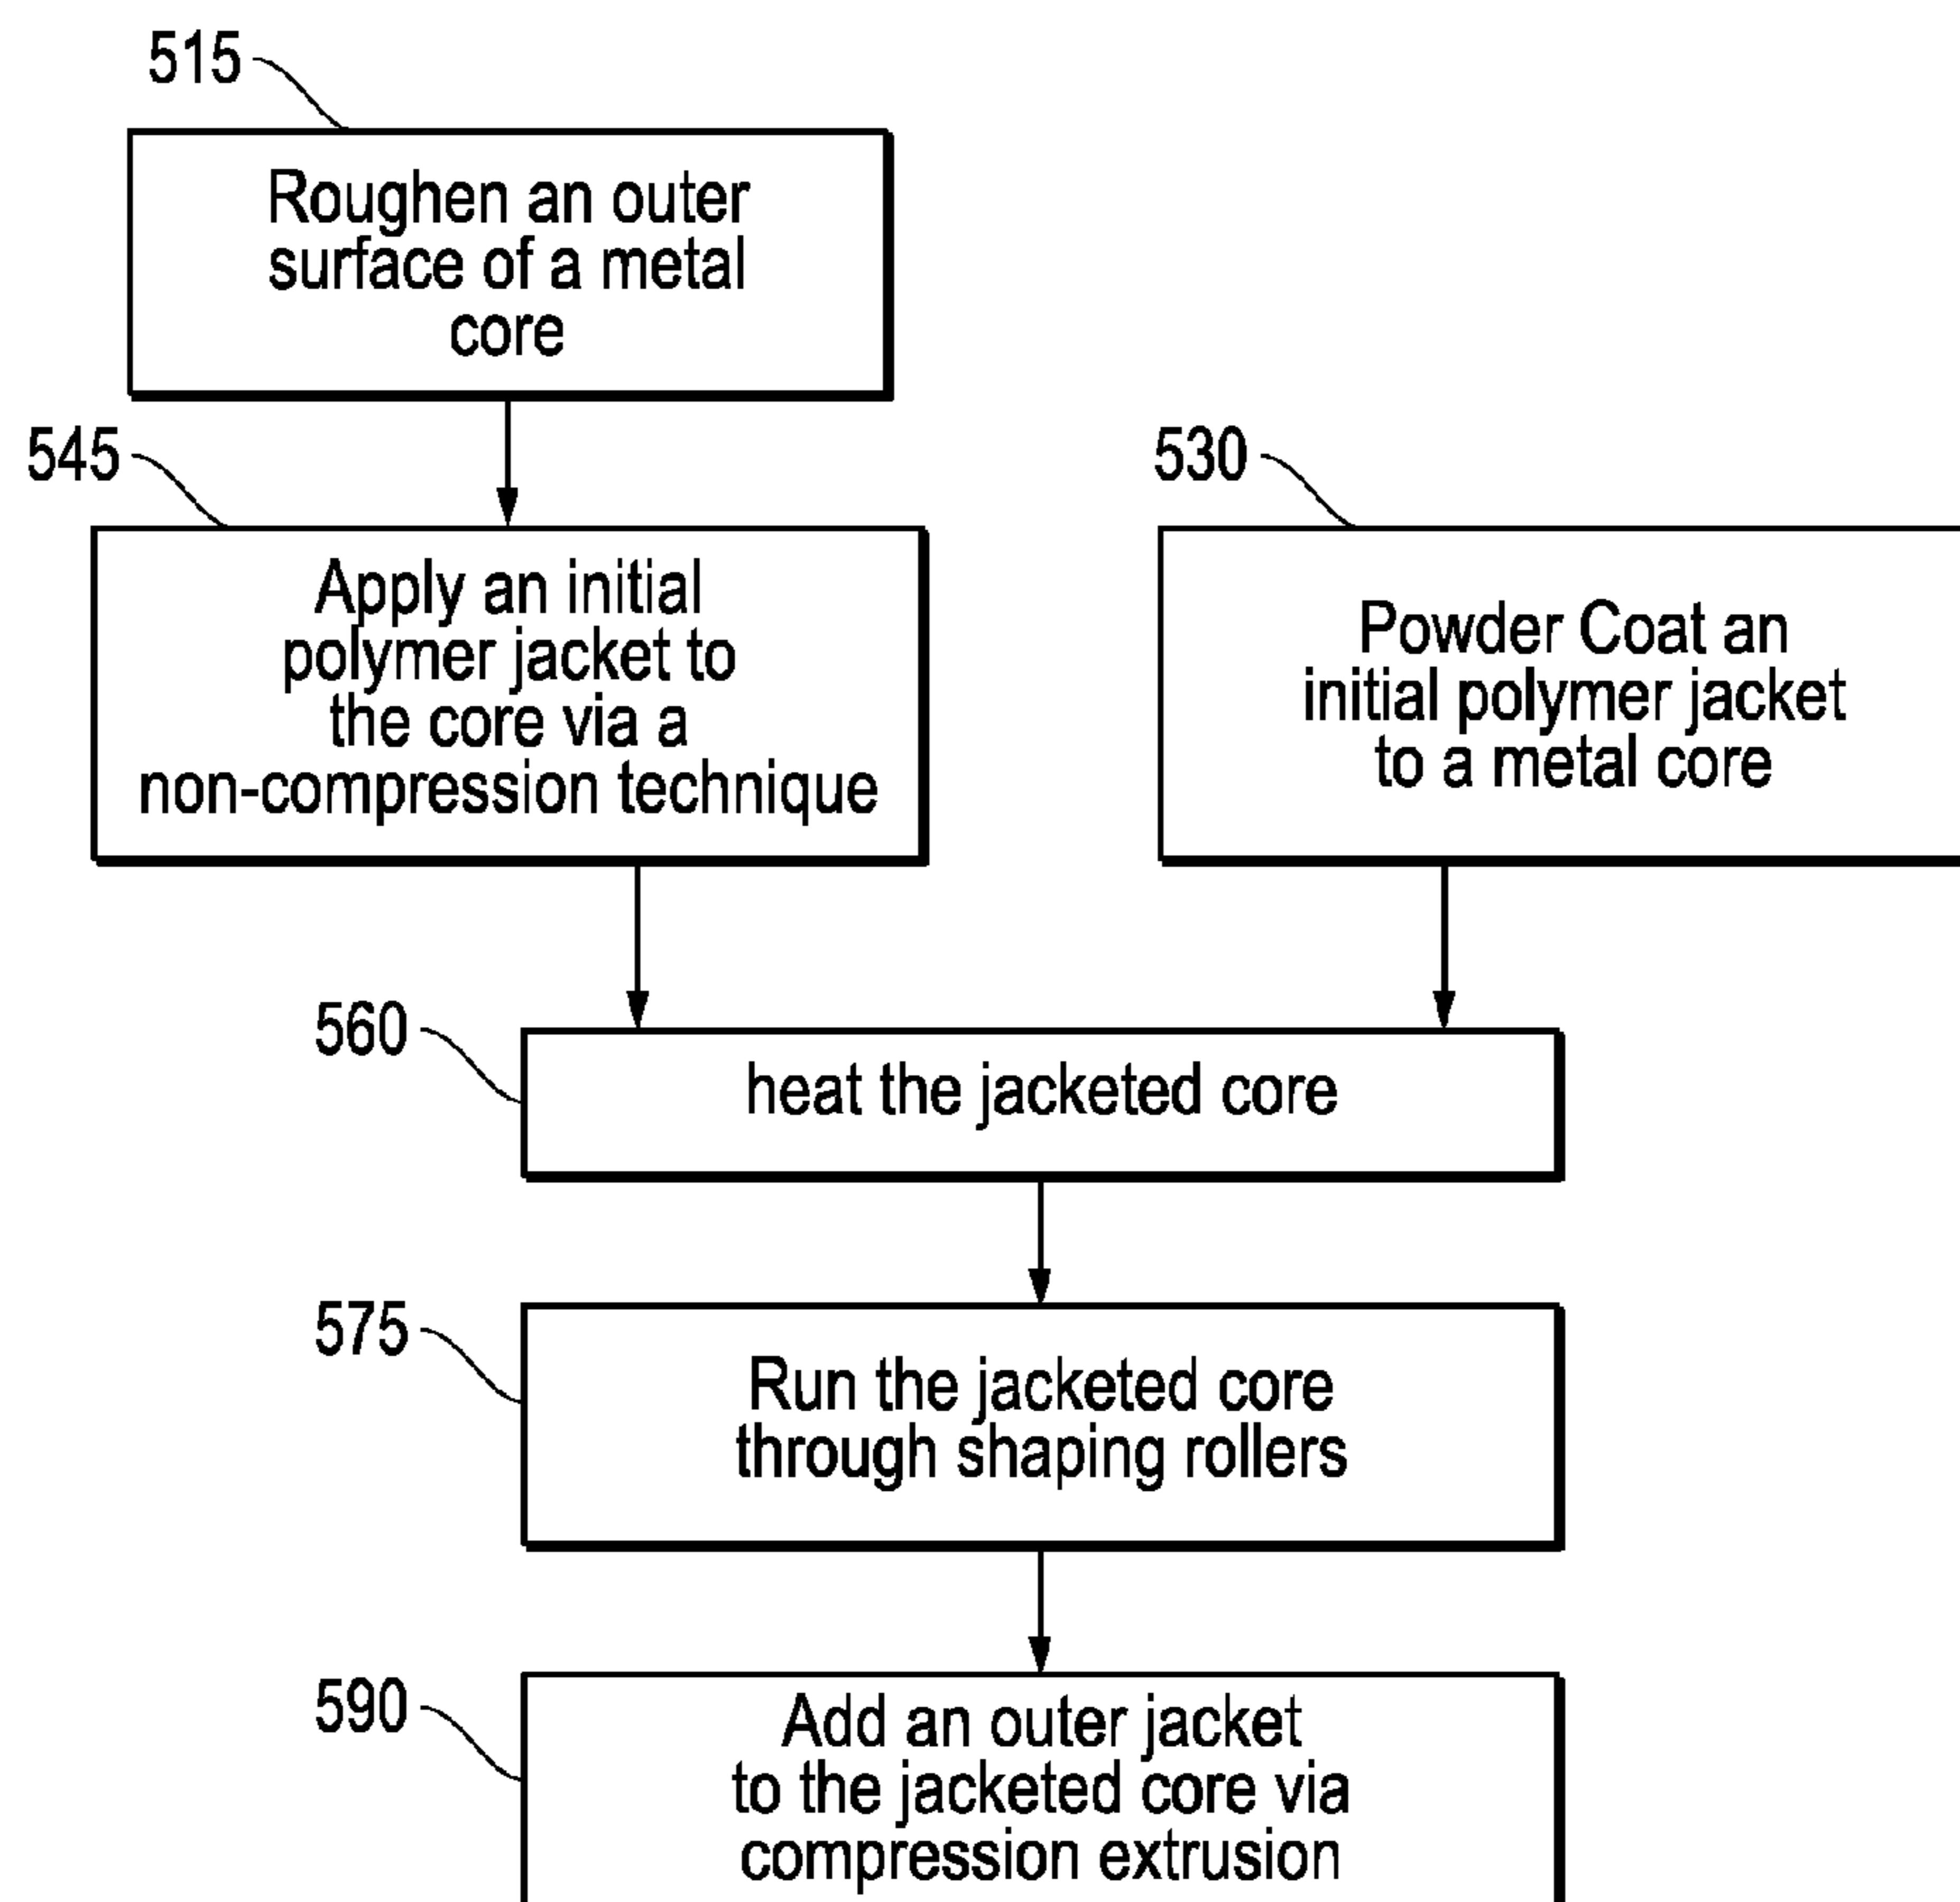 515
Roughen an outer
surface of a metal
core
545
Apply an initial
polymer jacket to
the core via a
non-compression technique
530
Powder Coat an
initial polymer jacket
to a metal core
560
heat the jacketed core
575
Run the jacketed core
through shaping rollers
590
Add an outer jacket
to the jacketed core via
compression extrusion